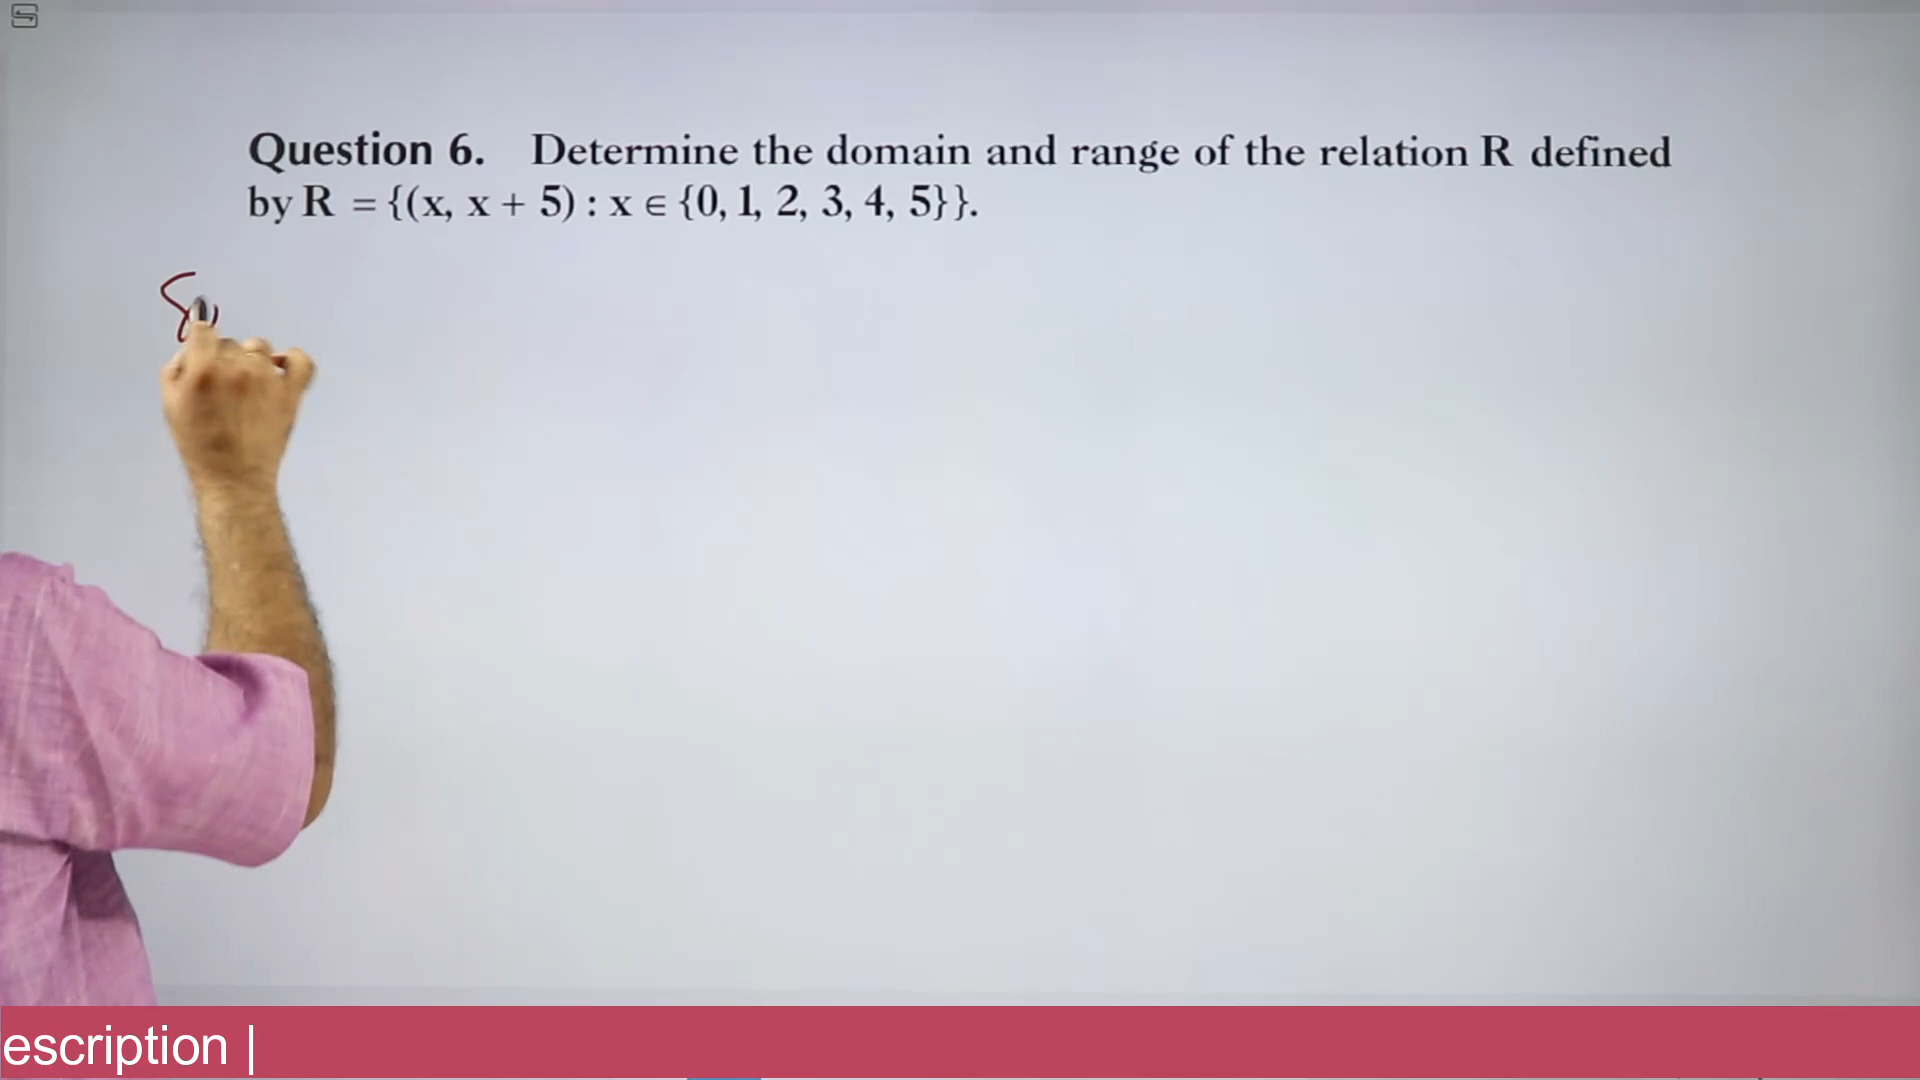 Question 6. Determine the domain and range of the relation R defined
by R = {(x, x + 5) : x ∈ {0, 1, 2, 3, 4, 5}}.
escription |